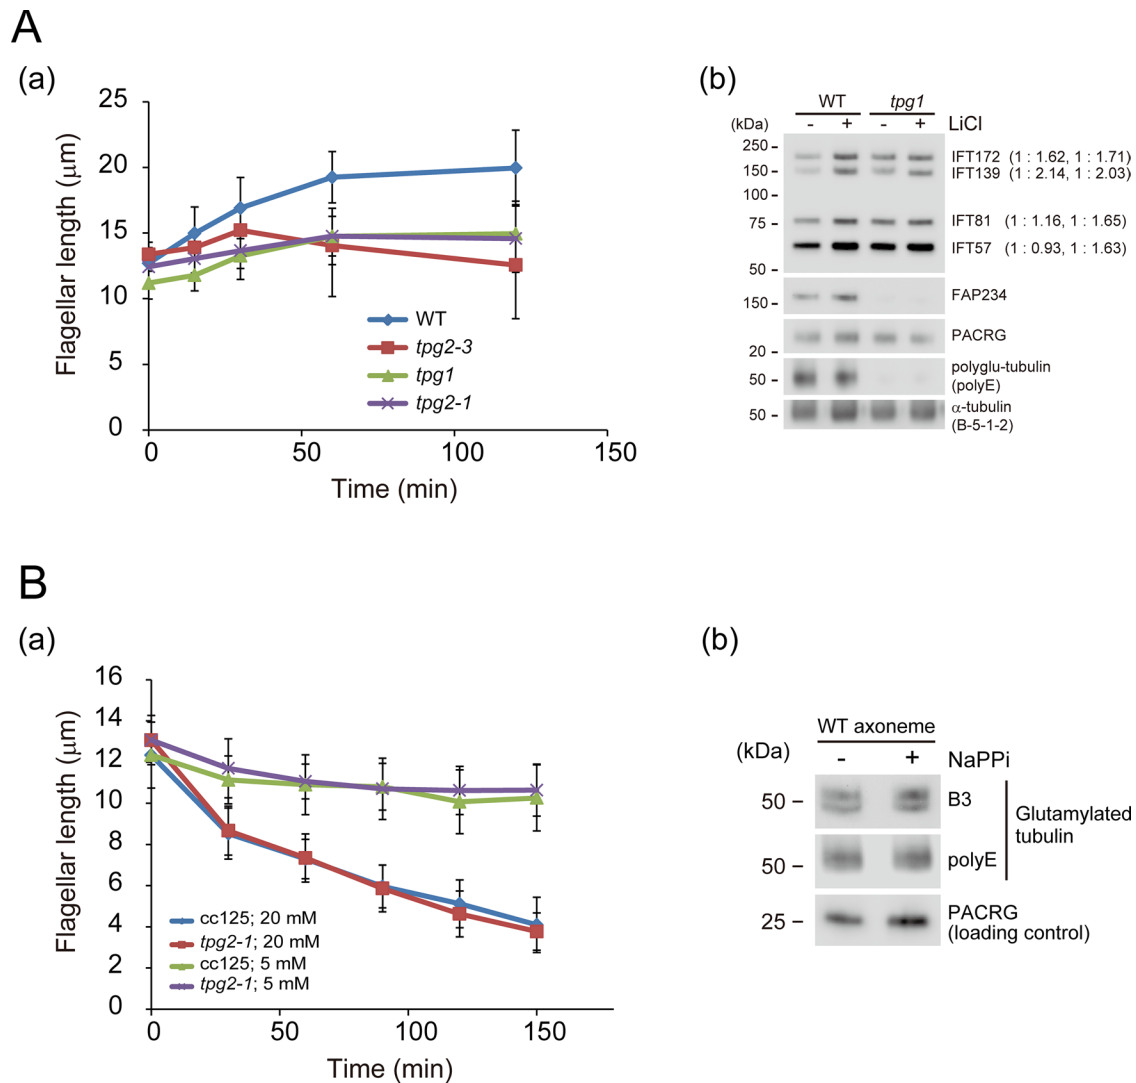 A
(a)
25
20
15
10
5
0
Flagellar length (μm)
WT
tpg2-3
tpg1
tpg2-1
0 50 100 150
Time (min)
(b)
WT tpg1
(kDa) - + - + LiCl
250
150
100
75
50
150
20
50
50
IFT172 (1 : 1.62, 1 : 1.71)
IFT139 (1 : 2.14, 1 : 2.03)
IFT81 (1 : 1.16, 1 : 1.65)
IFT57 (1 : 0.93, 1 : 1.63)
FAP234
PACRG
polyglu-tubulin
(polyE)
α-tubulin
(B-5-1-2)
B
(a)
16
14
12
10
8
6
4
2
0
Flagellar length (μm)
cc125; 20 mM
tpg2-1; 20 mM
cc125; 5 mM
tpg2-1; 5 mM
0 50 100 150
Time (min)
(b)
WT axoneme
(kDa) - + NaPPi
50
B3
Glutamylated
tubulin
50
polyE
25
PACRG
(loading control)